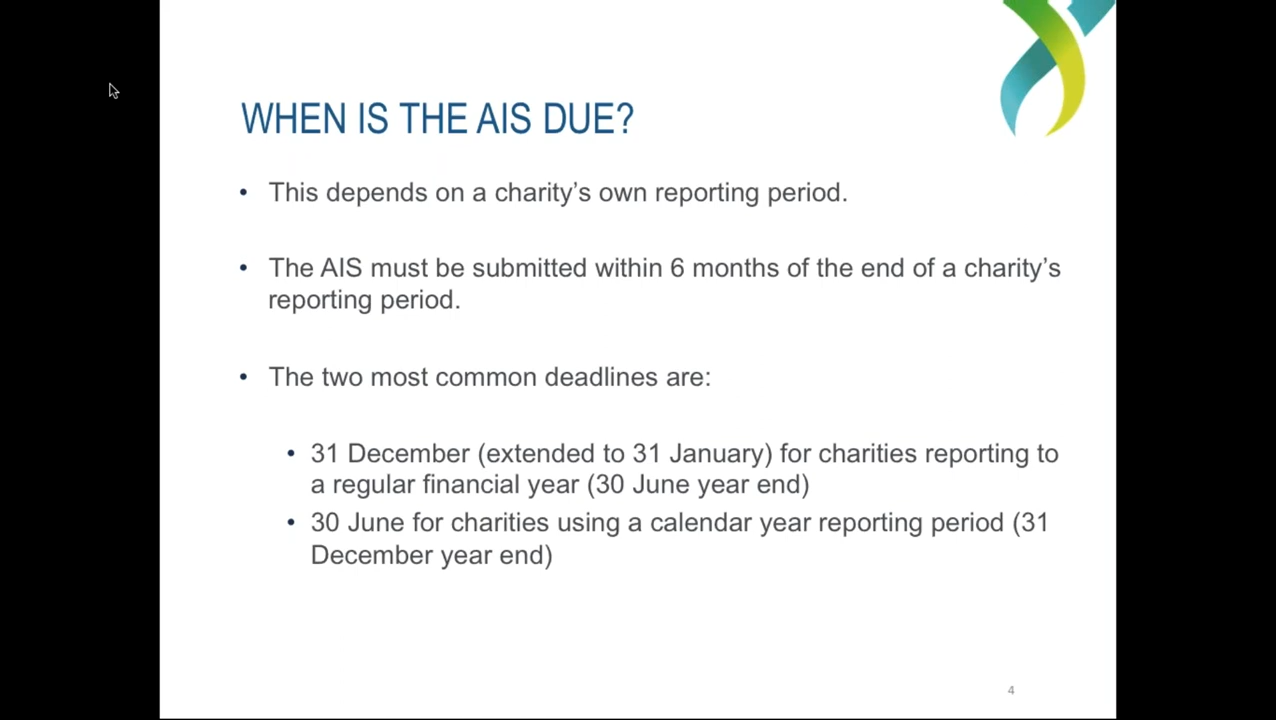 WHEN IS THE AIS DUE?
• This depends on a charity’s own reporting period.
• The AIS must be submitted within 6 months of the end of a charity’s
reporting period.
• The two most common deadlines are:
• 31 December (extended to 31 January) for charities reporting to
a regular financial year (30 June year end)
• 30 June for charities using a calendar year reporting period (31
December year end)
4